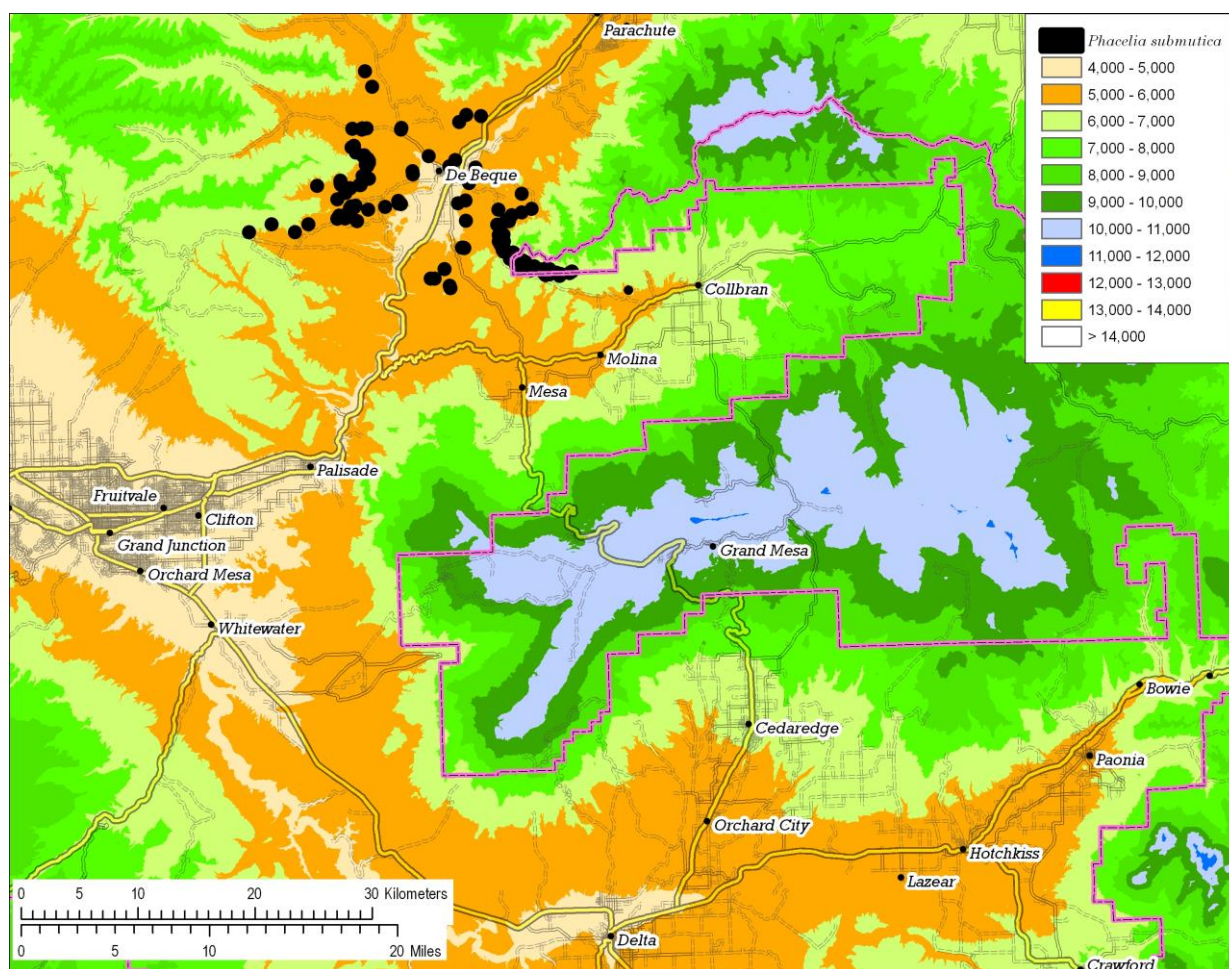 Parachute
Phacelia submutica
4,000 - 5,000
5,000 - 6,000
6,000 - 7,000
7,000 - 8,000
8,000 - 9,000
9,000 - 10,000
10,000 - 11,000
11,000 - 12,000
12,000 - 13,000
13,000 - 14,000
> 14,000
De Beque
Collbran
Molina
Mesa
Palisade
Fruitvale
Clifton
Grand Junction
Grand Mesa
Orchard Mesa
Whitewater
Bowie
Cedaredge
Paonia
Orchard City
Hotchkiss
Lazear
0 5 10 20 30 Kilometers
0 5 10 20 Miles
Delta
Crawford